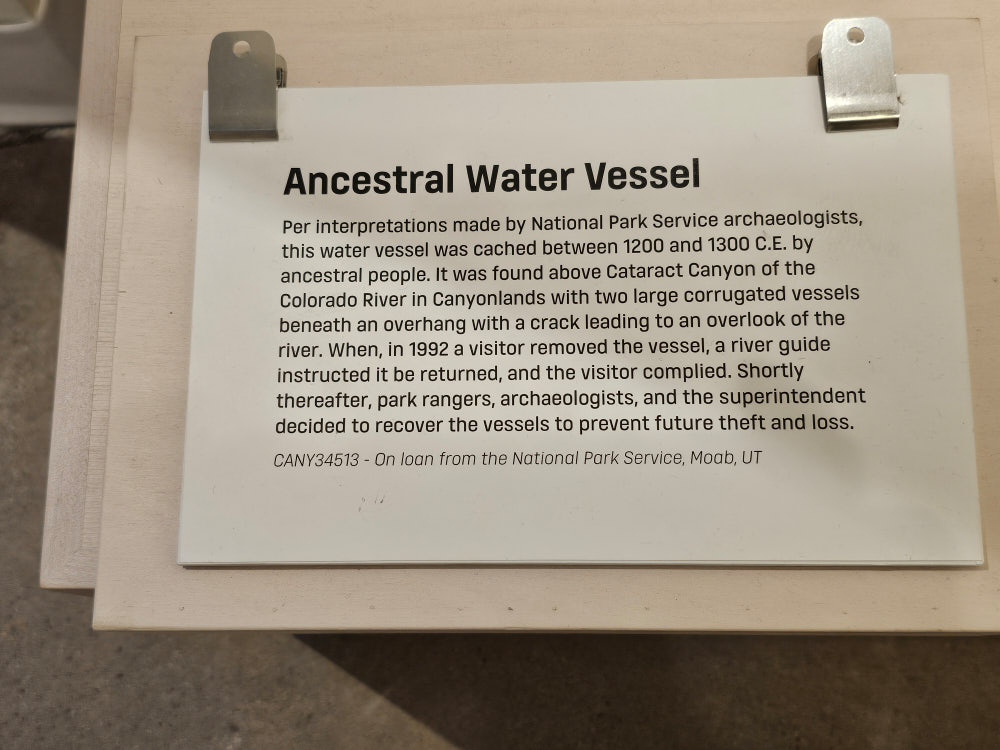 Ancestral Water Vessel
Per interpretations made by National Park Service archaeologists,
this water vessel was cached between 1200 and 1300 C.E. by
ancestral people. It was found above Cataract Canyon of the
Colorado River in Canyonlands with two large corrugated vessels
beneath an overhang with a crack leading to an overlook of the
river. When, in 1992 a visitor removed the vessel, a river guide
instructed it be returned, and the visitor complied. Shortly
thereafter, park rangers, archaeologists, and the superintendent
decided to recover the vessels to prevent future theft and loss.
CANY34513 - On loan from the National Park Service, Moab, UT